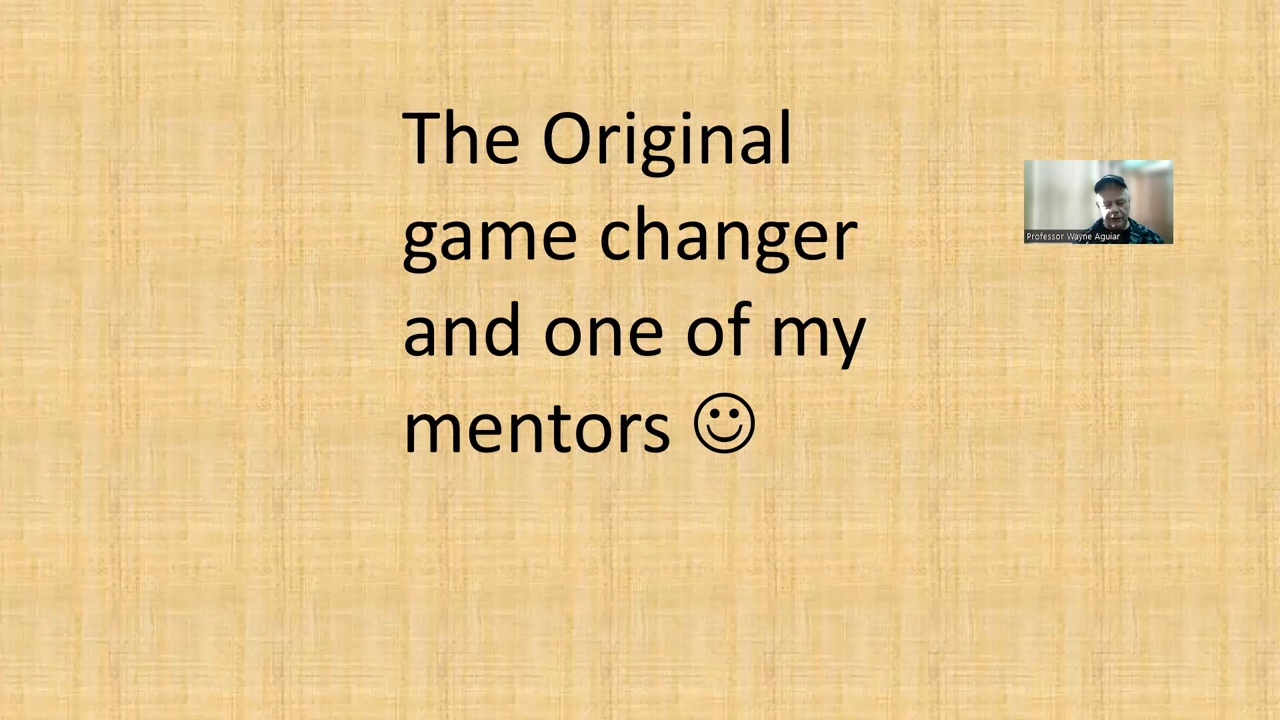 The Original
game changer
and one of my
mentors ☺
Professor Wayne Aguiar